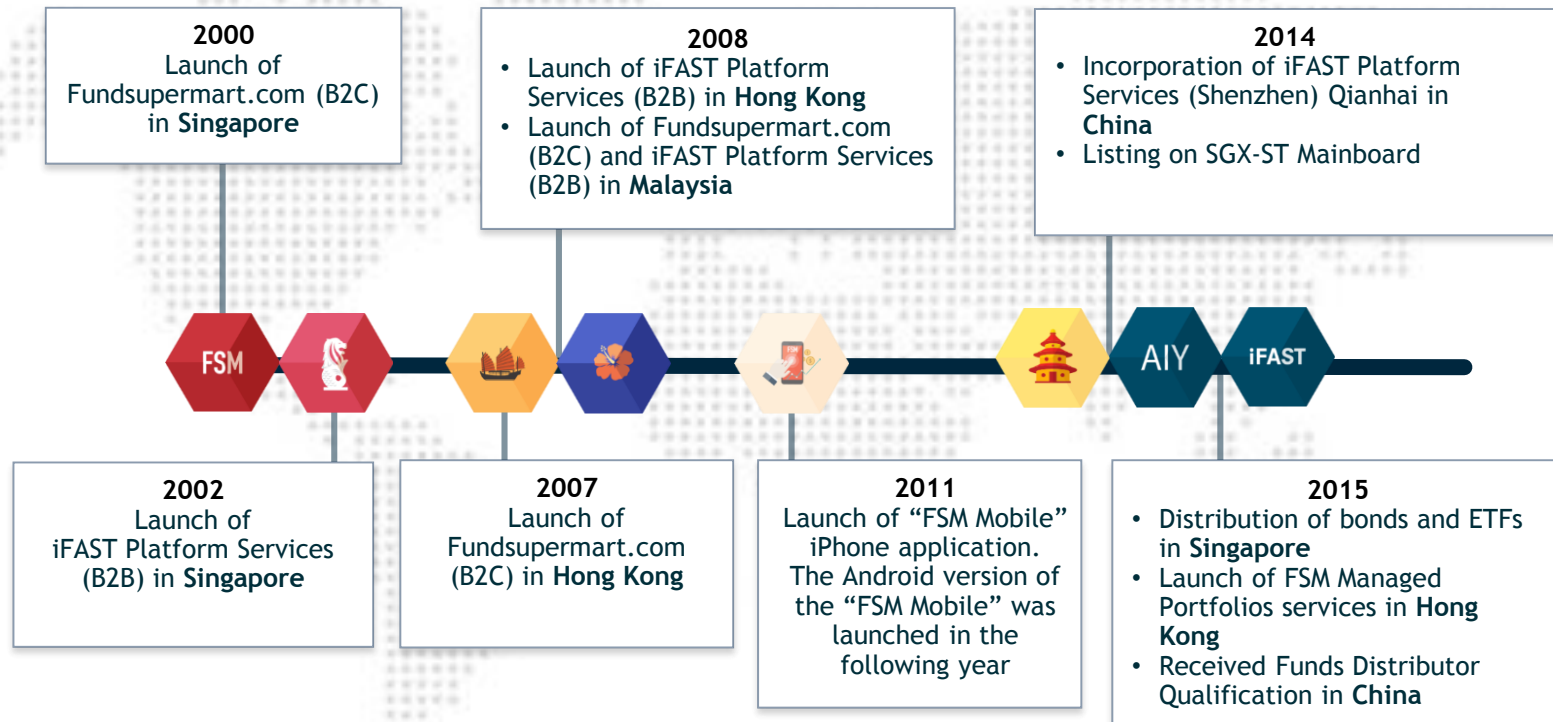 2000
Launch of
Fundsupermart.com (B2C)
in Singapore
2008
• Launch of iFAST Platform
Services (B2B) in Hong Kong
• Launch of Fundsupermart.com
(B2C) and iFAST Platform Services
(B2B) in Malaysia
2014
• Incorporation of iFAST Platform
Services (Shenzhen) Qianhai in
China
• Listing on SGX-ST Mainboard
FSM
FSM
AIY
iFAST
2002
Launch of
iFAST Platform Services
(B2B) in Singapore
2007
Launch of
Fundsupermart.com
(B2C) in Hong Kong
2011
Launch of “FSM Mobile”
iPhone application.
The Android version of
the “FSM Mobile” was
launched in the
following year
2015
• Distribution of bonds and ETFs
in Singapore
• Launch of FSM Managed
Portfolios services in Hong
Kong
• Received Funds Distributor
Qualification in China